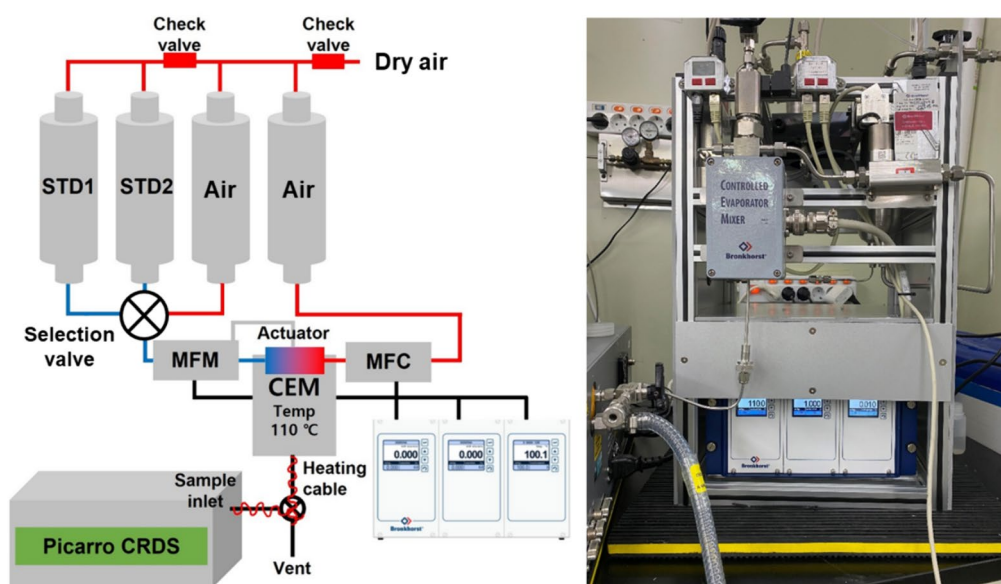 Check
valve
Check
valve
Dry air
STD1
STD2
Air
Air
Selection
valve
Actuator
MFM
MFC
CEM
Temp
110 ℃
0.000
0.000
100.1
Bronkhorst
Heating
cable
Sample
inlet
Picarro CRDS
Vent
CONTROLLED
EVAPORATOR
MIXER
Bronkhorst
1.000
0.010